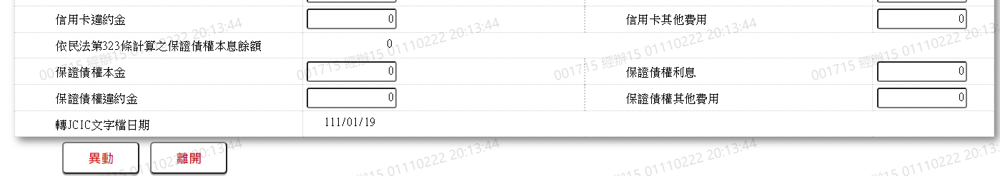 信用卡違約金 0 信用卡其他費用 0
依民法第323條計算之保證債權本息餘額 0
保證債權本金 0 保證債權利息 0
保證債權違約金 0 保證債權其他費用 0
轉JCIC文字檔日期 111/01/19
異動 離開
001715 經辦15 01110222 20:13:44